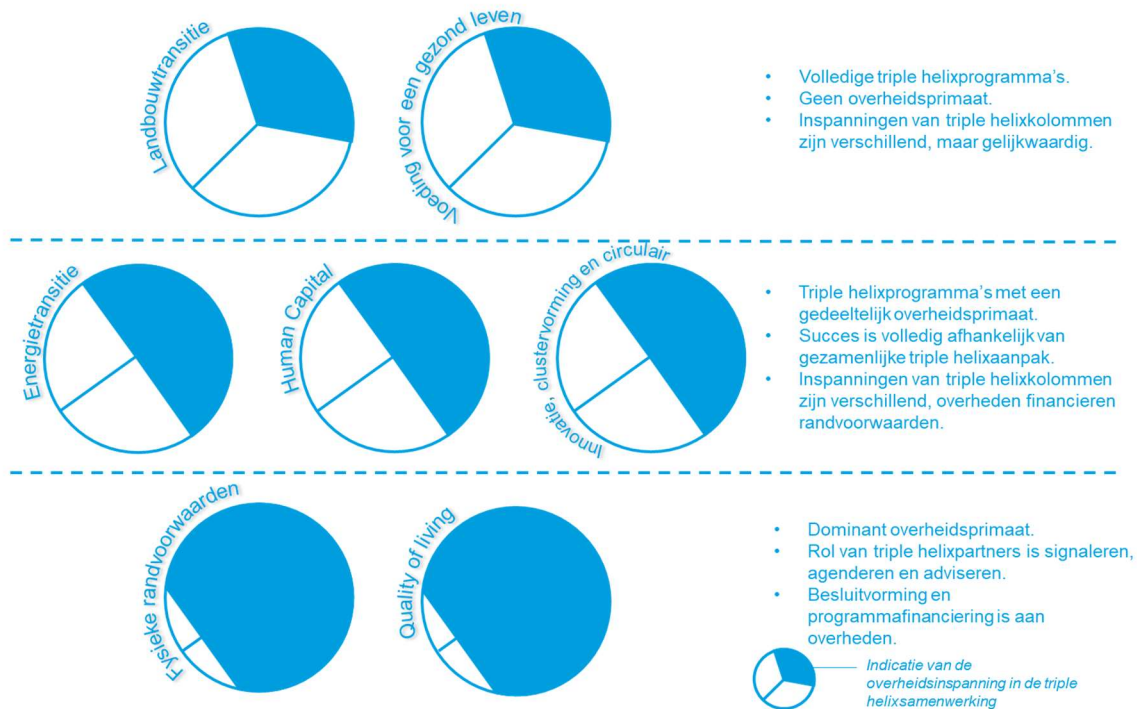 Landbouwtransitie
Voeding voor een gezond leven
• Volledige triple helixprogramma's.
• Geen overheidsprimaat.
• Inspanningen van triple helixkolommen
zijn verschillend, maar gelijkwaardig.
Energietransitie
Human Capital
Innovatie, clustervorming en circulair
• Triple helixprogramma's met een
gedeeltelijk overheidsprimaat.
• Succes is volledig afhankelijk van
gezamenlijke triple helixaanpak.
• Inspanningen van triple helixkolommen
zijn verschillend, overheden financieren
randvoorwaarden.
Fysieke randvoorwaarden
Quality of living
• Dominant overheidsprimaat.
• Rol van triple helixpartners is signaleren,
agenderen en adviseren.
• Besluitvorming en
programmafinanciering is aan
overheden.
Indicatie van de
overheidsinspanning in de triple
helixsamenwerking